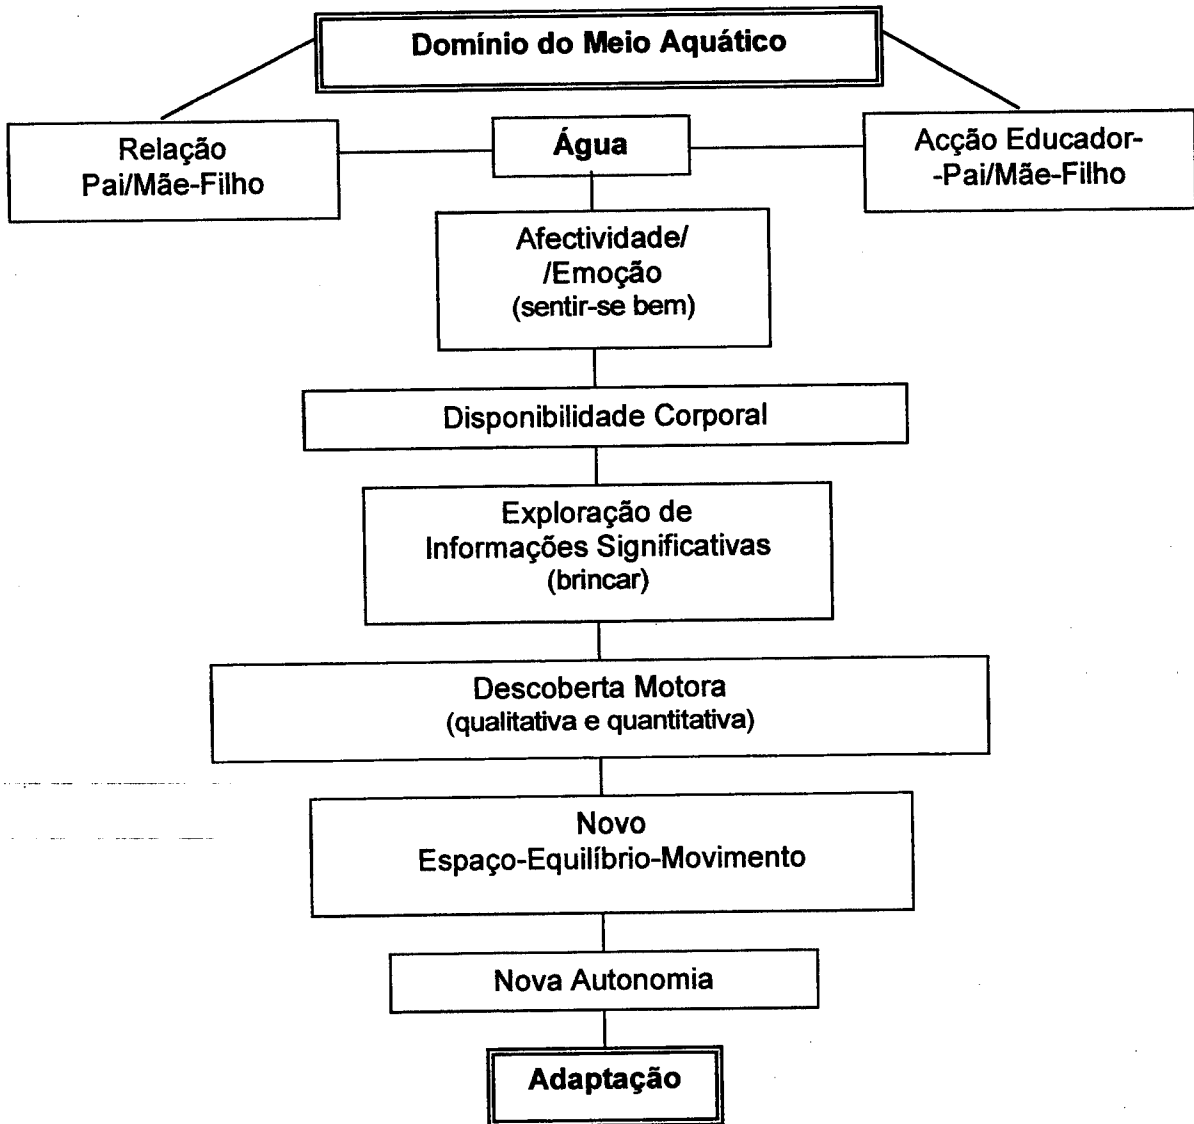 Domínio do Meio Aquático
Relação
Pai/Mãe-Filho
Água
Acção Educador-
-Pai/Mãe-Filho
Afectividade/
/Emoção
(sentir-se bem)
Disponibilidade Corporal
Exploração de
Informações Significativas
(brincar)
Descoberta Motora
(qualitativa e quantitativa)
Novo
Espaço-Equilíbrio-Movimento
Nova Autonomia
Adaptação